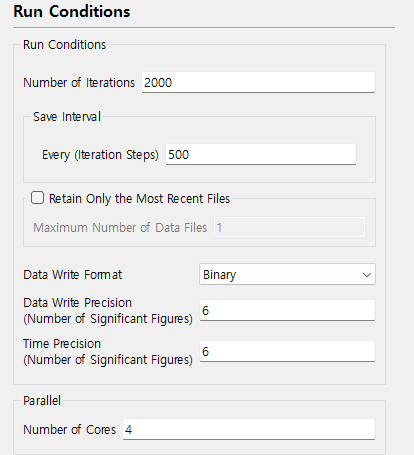 Run Conditions
Run Conditions
Number of Iterations 2000
Save Interval
Every (Iteration Steps) 500
Retain Only the Most Recent Files
Maximum Number of Data Files 1
Data Write Format Binary
Data Write Precision
(Number of Significant Figures) 6
Time Precision
(Number of Significant Figures) 6
Parallel
Number of Cores 4